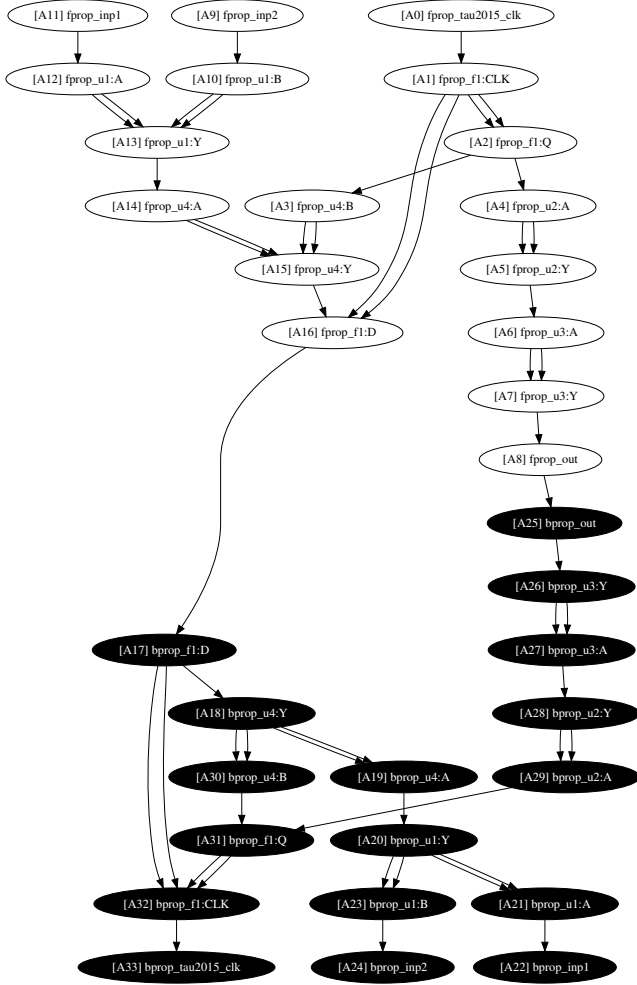 [A11] fprop_inp1
[A9] fprop_inp2
[A0] fprop_tau2015_clk
[A12] fprop_u1:A
[A10] fprop_u1:B
[A1] fprop_f1:CLK
[A13] fprop_u1:Y
[A2] fprop_f1:Q
[A14] fprop_u4:A
[A3] fprop_u4:B
[A4] fprop_u2:A
[A15] fprop_u4:Y
[A5] fprop_u2:Y
[A16] fprop_f1:D
[A6] fprop_u3:A
[A7] fprop_u3:Y
[A8] fprop_out
[A25] bprop_out
[A26] bprop_u3:Y
[A17] bprop_f1:D
[A27] bprop_u3:A
[A18] bprop_u4:Y
[A28] bprop_u2:Y
[A30] bprop_u4:B
[A19] bprop_u4:A
[A29] bprop_u2:A
[A31] bprop_f1:Q
[A20] bprop_u1:Y
[A32] bprop_f1:CLK
[A23] bprop_u1:B
[A21] bprop_u1:A
[A33] bprop_tau2015_clk
[A24] bprop_inp2
[A22] bprop_inp1